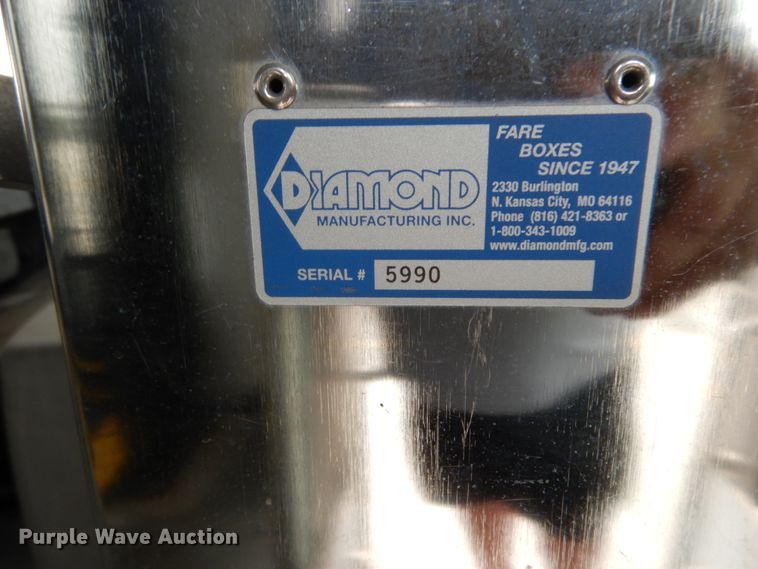 DIAMOND
MANUFACTURING INC.
FARE
BOXES
SINCE 1947
2330 Burlington
N. Kansas City, MO 64116
Phone (816) 421-8363 or
1-800-343-1009
www.diamondmfg.com
SERIAL # 5990
Purple Wave Auction